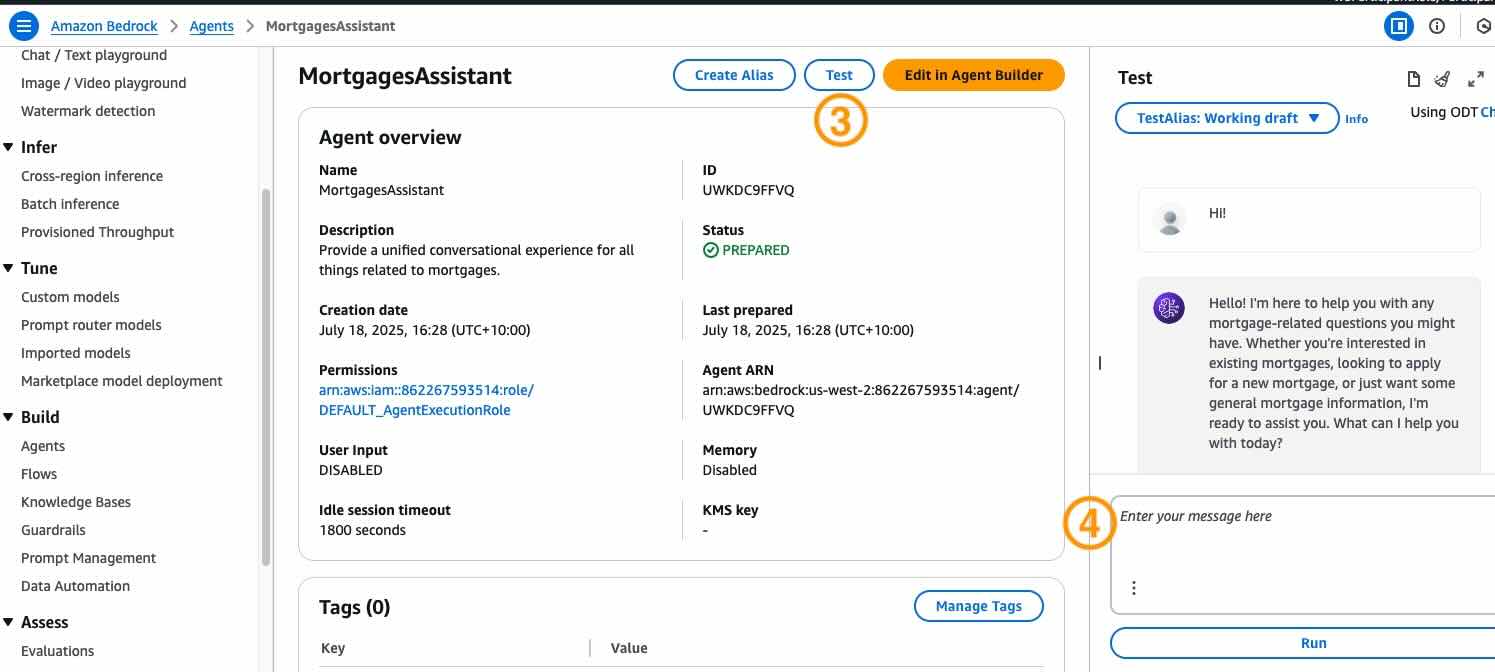 Amazon Bedrock > Agents > MortgagesAssistant
Chat / Text playground
Image / Video playground
Watermark detection
Infer
Cross-region inference
Batch inference
Provisioned Throughput
Tune
Custom models
Prompt router models
Imported models
Marketplace model deployment
Build
Agents
Flows
Knowledge Bases
Guardrails
Prompt Management
Data Automation
Assess
Evaluations
MortgagesAssistant
Create Alias
Test
Edit in Agent Builder
3
Agent overview
Name
MortgagesAssistant
ID
UWKDC9FFVQ
Description
Provide a unified conversational experience for all
things related to mortgages.
Status
PREPARED
Creation date
July 18, 2025, 16:28 (UTC+10:00)
Last prepared
July 18, 2025, 16:28 (UTC+10:00)
Permissions
arn:aws:iam::862267593514:role/
DEFAULT_AgentExecutionRole
Agent ARN
arn:aws:bedrock:us-west-2:862267593514:agent/
UWKDC9FFVQ
User Input
DISABLED
Memory
Disabled
Idle session timeout
1800 seconds
KMS key
-
Tags (0)
Manage Tags
Key
Value
Test
TestAlias: Working draft
Info
Using ODT Ch
Hi!
Hello! I'm here to help you with any
mortgage-related questions you might
have. Whether you're interested in
existing mortgages, looking to apply
for a new mortgage, or just want some
general mortgage information, I'm
ready to assist you. What can I help you
with today?
4
Enter your message here
Run